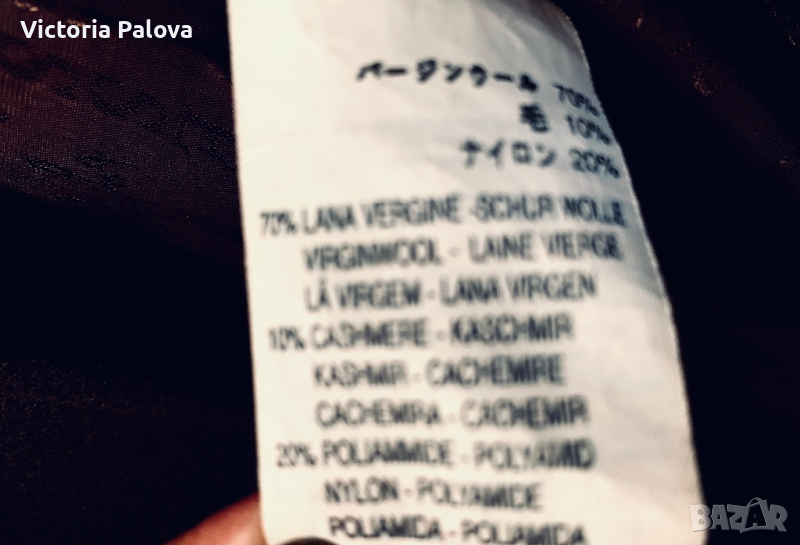 Victoria Palova
バージンウール 70%
毛 10%
ナイロン 20%
70% LANA VERGINE - SCHUR WOLLE
VIRGINWOOL - LAINE VIERGE
LÃ VIRGEM - LANA VIRGEN
10% CASHMERE - KASCHMIR
KASHMIR - CACHEMIRE
CACHEMIRA - CACHEMIR
20% POLIAMMIDE - POLYAMID
NYLON - POLYAMIDE
POLIAMIDA - POLIAMIDA
BAZAR